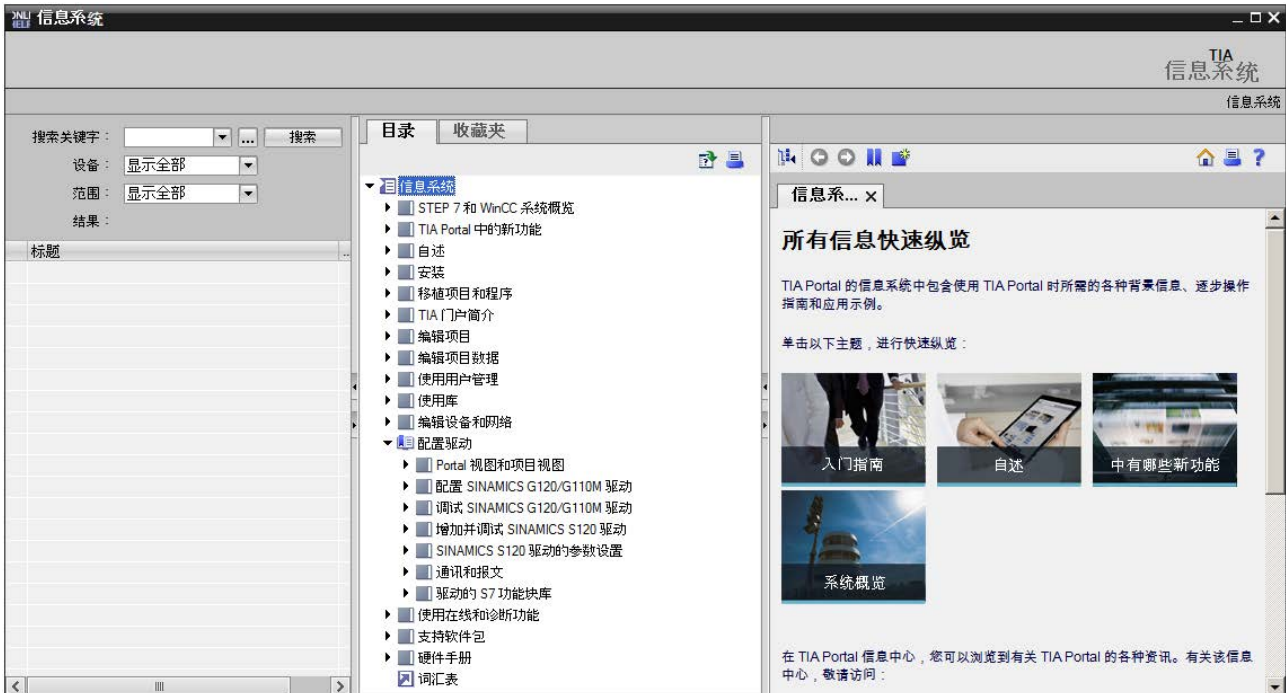 信息系统
TIA
信息系统
信息系统
搜索关键字：
...
搜索
设备：
显示全部
范围：
显示全部
结果：
标题
目录
收藏夹
信息系统
STEP 7 和 WinCC 系统概览
TIA Portal 中的新功能
自述
安装
移植项目和程序
TIA 门户简介
编辑项目
编辑项目数据
使用用户管理
使用库
编辑设备和网络
配置驱动
Portal 视图和项目视图
配置 SINAMICS G120/G110M 驱动
调试 SINAMICS G120/G110M 驱动
增加并调试 SINAMICS S120 驱动
SINAMICS S120 驱动的参数设置
通讯和报文
驱动的 S7 功能块库
使用在线和诊断功能
支持软件包
硬件手册
词汇表
信息系... x
所有信息快速纵览
TIA Portal 的信息系统中包含使用 TIA Portal 时所需的各种背景信息、逐步操作
指南和应用示例。
单击以下主题，进行快速纵览：
入门指南
自述
中有哪些新功能
系统概览
在 TIA Portal 信息中心，您可以浏览到有关 TIA Portal 的各种资讯。有关该信息
中心，敬请访问：